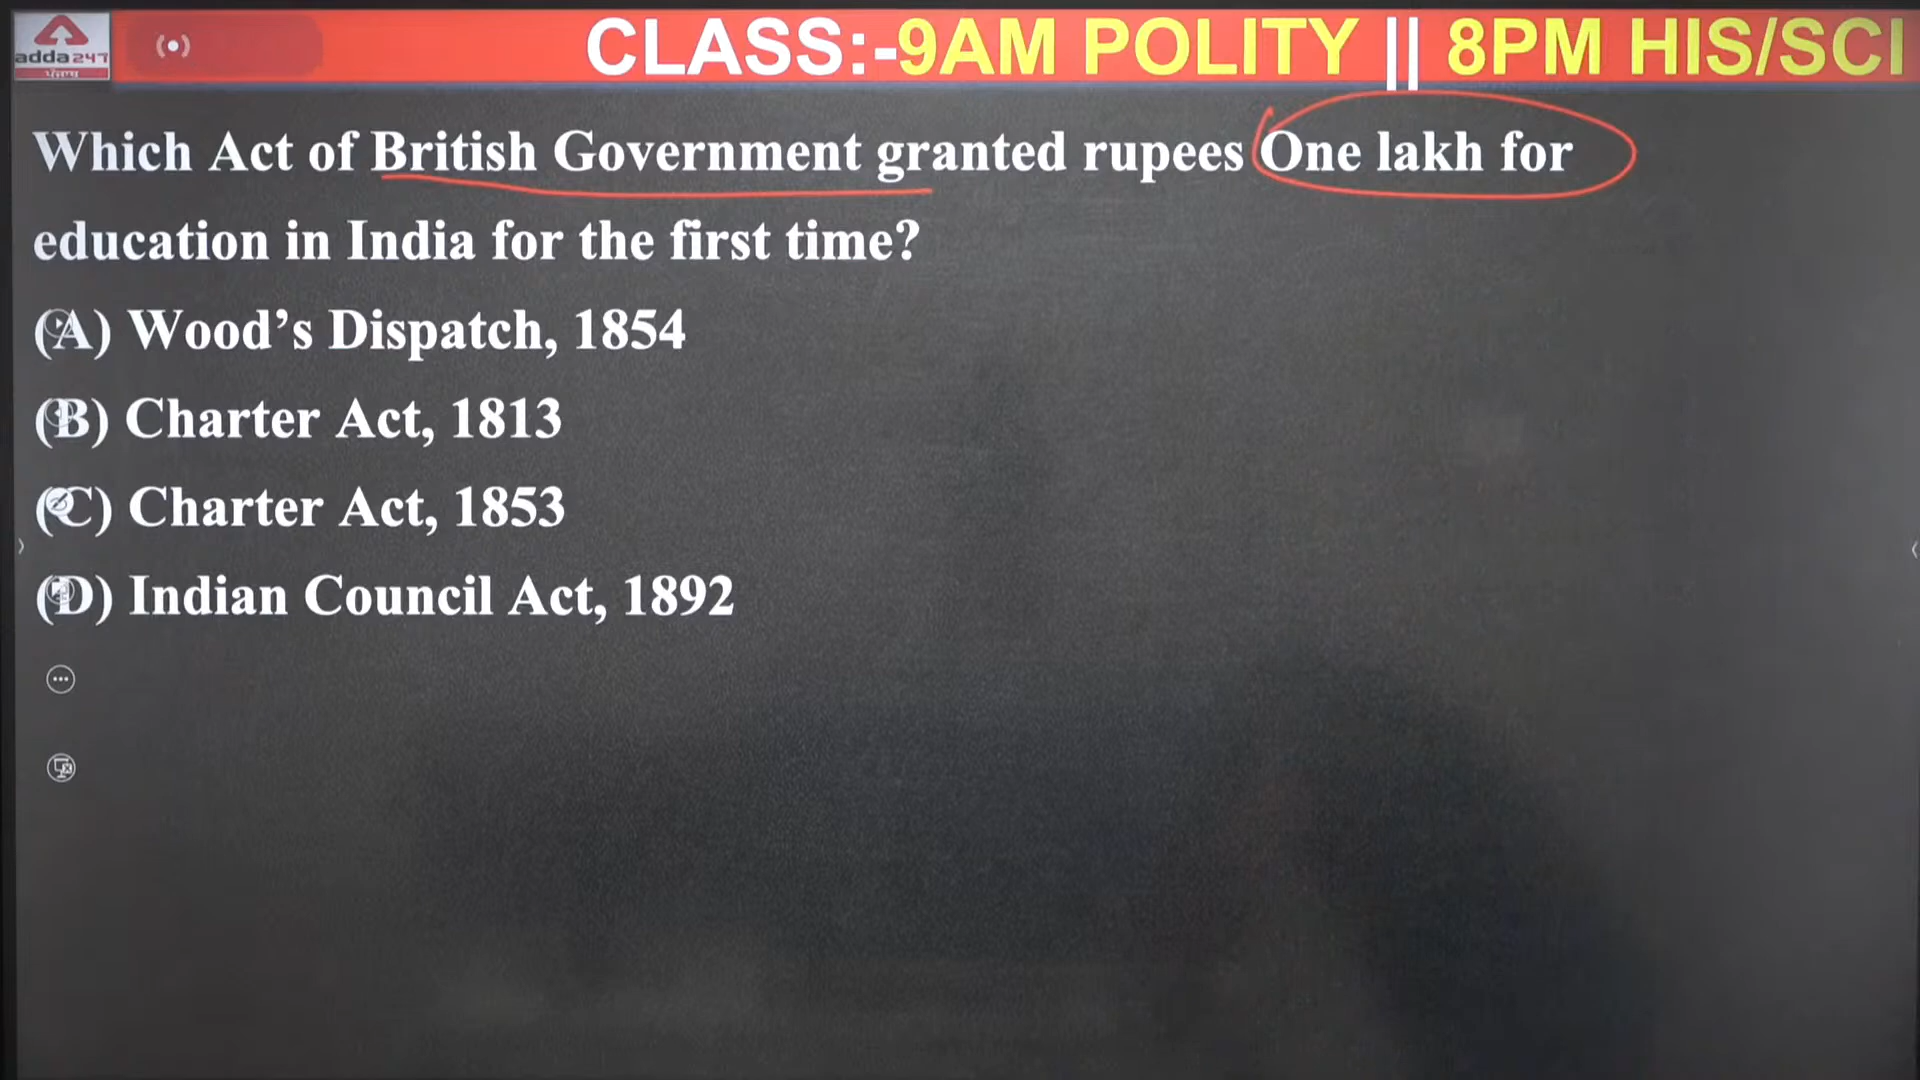 adda247
ਪੰਜਾਬ
CLASS:-9AM POLITY || 8PM HIS/SCI
Which Act of British Government granted rupees One lakh for
education in India for the first time?
(A) Wood’s Dispatch, 1854
(B) Charter Act, 1813
(C) Charter Act, 1853
(D) Indian Council Act, 1892